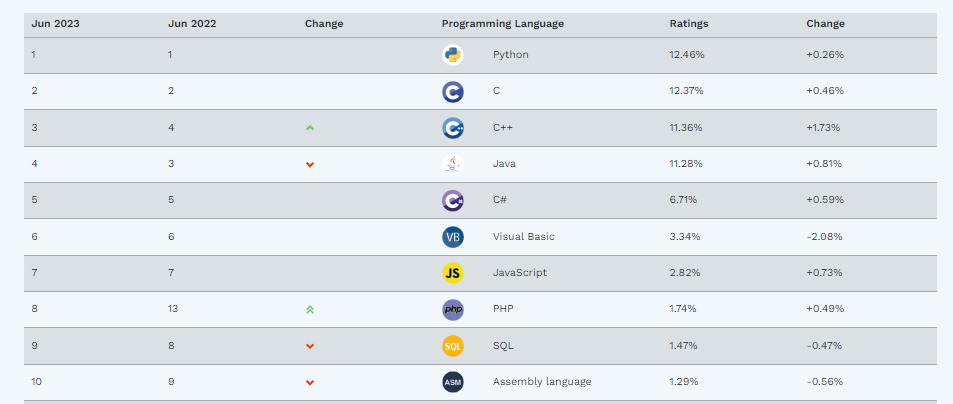 Jun 2023 Jun 2022 Change Programming Language Ratings Change
1 1 Python 12.46% +0.26%
2 2 C 12.37% +0.46%
3 4 C++ 11.36% +1.73%
4 3 Java 11.28% +0.81%
5 5 C# 6.71% +0.59%
6 6 VB Visual Basic 3.34% -2.08%
7 7 JS JavaScript 2.82% +0.73%
8 13 php PHP 1.74% +0.49%
9 8 SQL SQL 1.47% -0.47%
10 9 ASM Assembly language 1.29% -0.56%